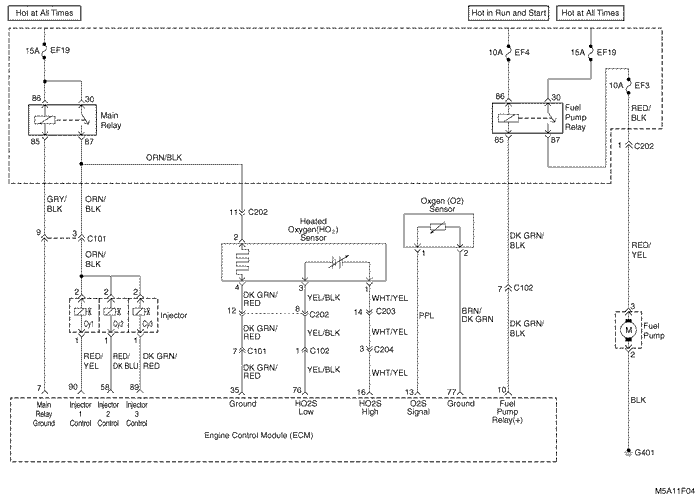 Hot at All Times
Hot in Run and Start
Hot at All Times
15A EF19
10A EF4
15A EF19
10A EF3
86 30
Main
Relay
85 87
86 30
Fuel
Pump
Relay
85 87
RED/
BLK
ORN/BLK
1 C202
GRY/
BLK
ORN/
BLK
11 C202
9 3 C101
ORN/
BLK
2
Heated
Oxygen(HO2)
Sensor
Oxgen (O2)
Sensor
1 2
DK GRN/
BLK
RED/
YEL
4 3 1
2 2 2
Cy1 Cy2 Cy3
Injector
1 1 1
DK GRN/
RED
YEL/BLK
WHT/YEL
12 8 C202
14 C203
7 C102
DK GRN/
RED
YEL/BLK
WHT/YEL
PPL
BRN/
DK GRN
DK GRN/
BLK
3
M
Fuel
Pump
2
RED/
YEL
RED/
DK BLU
DK GRN/
RED
7 C101
1 C102
3 C204
DK GRN/
RED
YEL/BLK
WHT/YEL
BLK
7 90 58 89 35 76 16 13 77 10
Main
Relay
Ground
Injector
1
Control
Injector
2
Control
Injector
3
Control
Ground
HO2S
Low
HO2S
High
O2S
Signal
Ground
Fuel
Pump
Relay(+)
Engine Control Module (ECM)
G401
M5A11F04